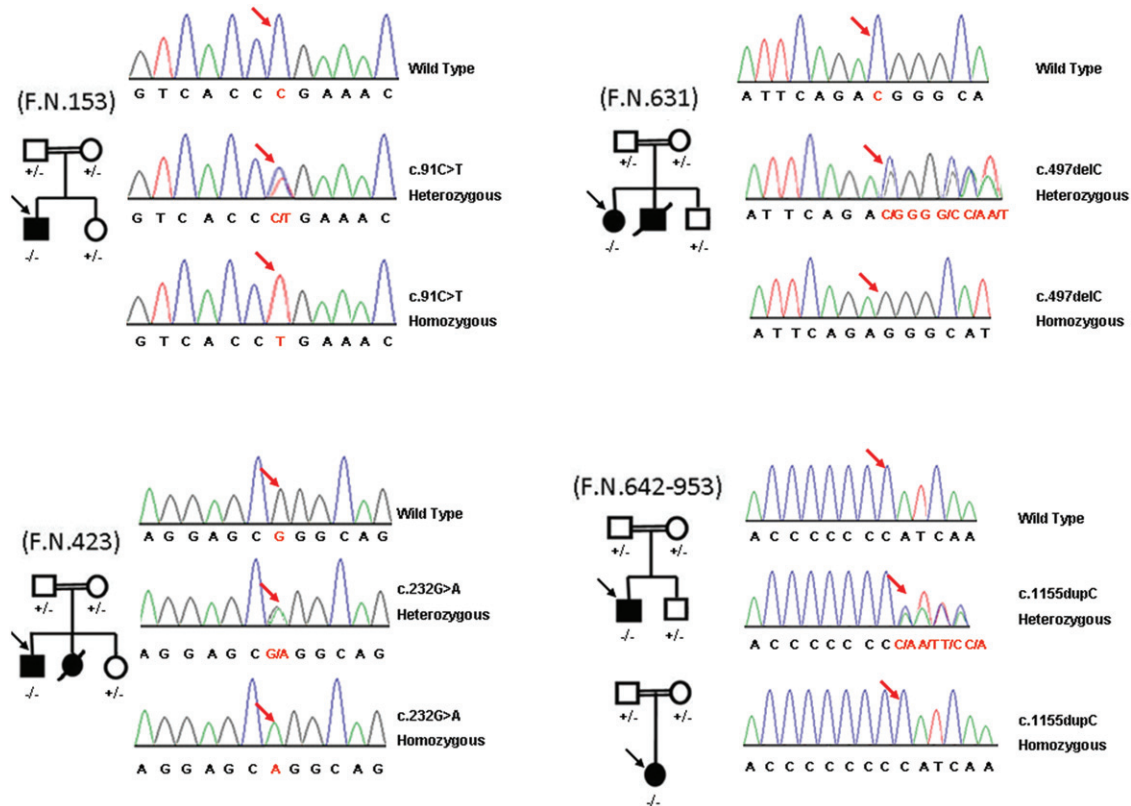 (F.N.153)
+/- +/-
-/- +/-
Wild Type
G T C A C C C G A A A C
c.91C>T
Heterozygous
G T C A C C C/T G A A A C
c.91C>T
Homozygous
G T C A C C T G A A A C
(F.N.631)
+/- +/-
-/- +/-
Wild Type
A T T C A G A C G G G C A
c.497delC
Heterozygous
A T T C A G A C/G G G G/C C/A A/T
c.497delC
Homozygous
A T T C A G A G G G C A T
(F.N.423)
+/- +/-
-/- +/-
Wild Type
A G G A G C G G G C A G
c.232G>A
Heterozygous
A G G A G C G/A G G C A G
c.232G>A
Homozygous
A G G A G C A G G C A G
(F.N.642-953)
+/- +/-
-/- +/-
+/- +/-
-/-
Wild Type
A C C C C C C C A T C A A
c.1155dupC
Heterozygous
A C C C C C C C C/A A/T T/C C/A
c.1155dupC
Homozygous
A C C C C C C C C A T C A A